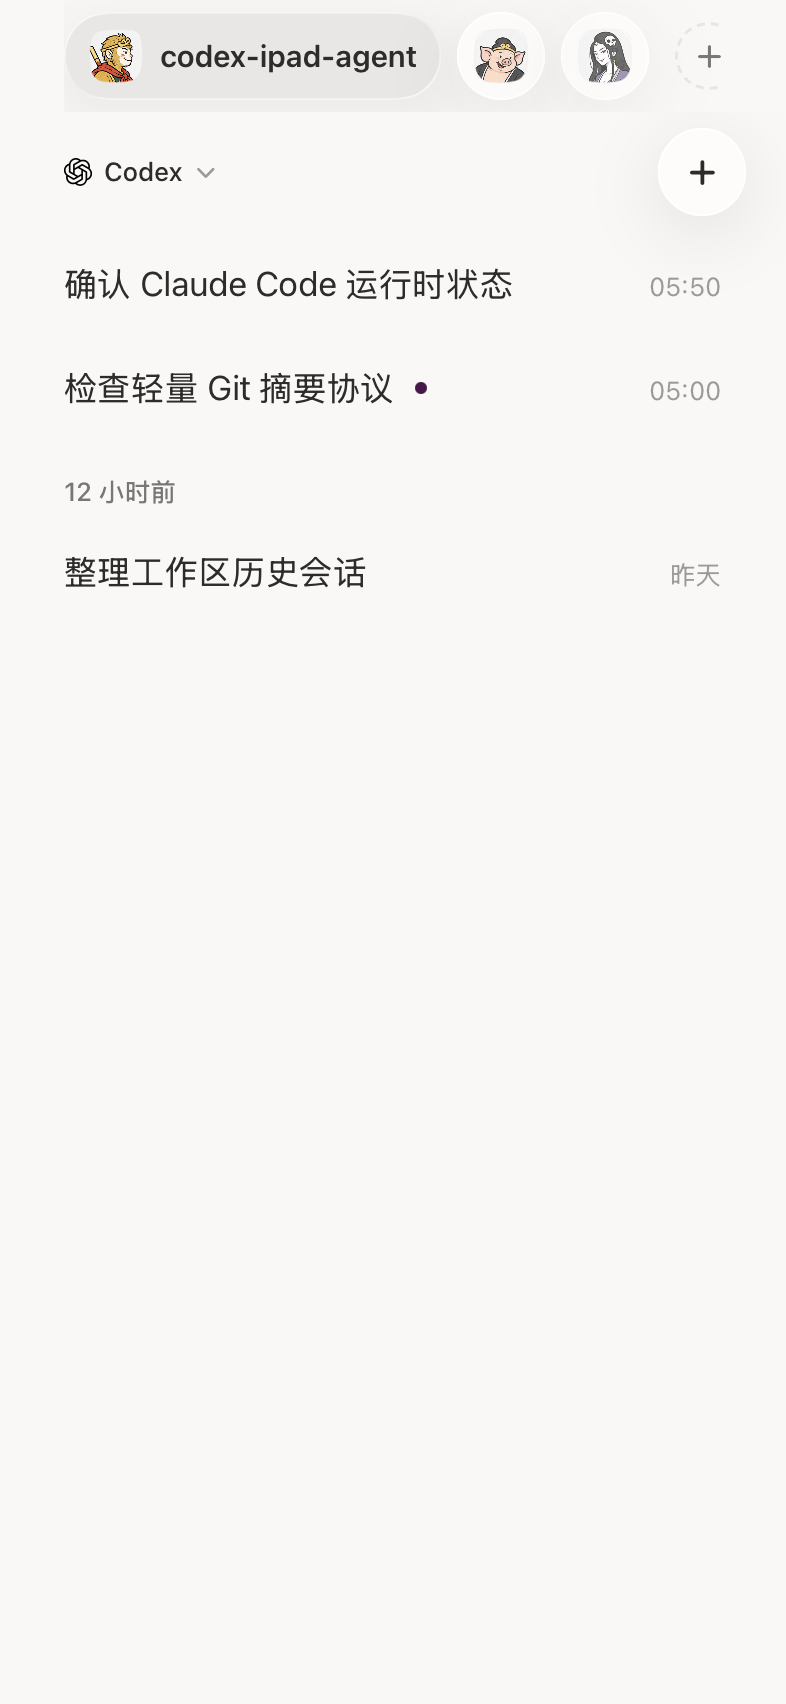 codex-ipad-agent
Codex
确认 Claude Code 运行时状态 05:50
检查轻量 Git 摘要协议 05:00
12 小时前
整理工作区历史会话 昨天